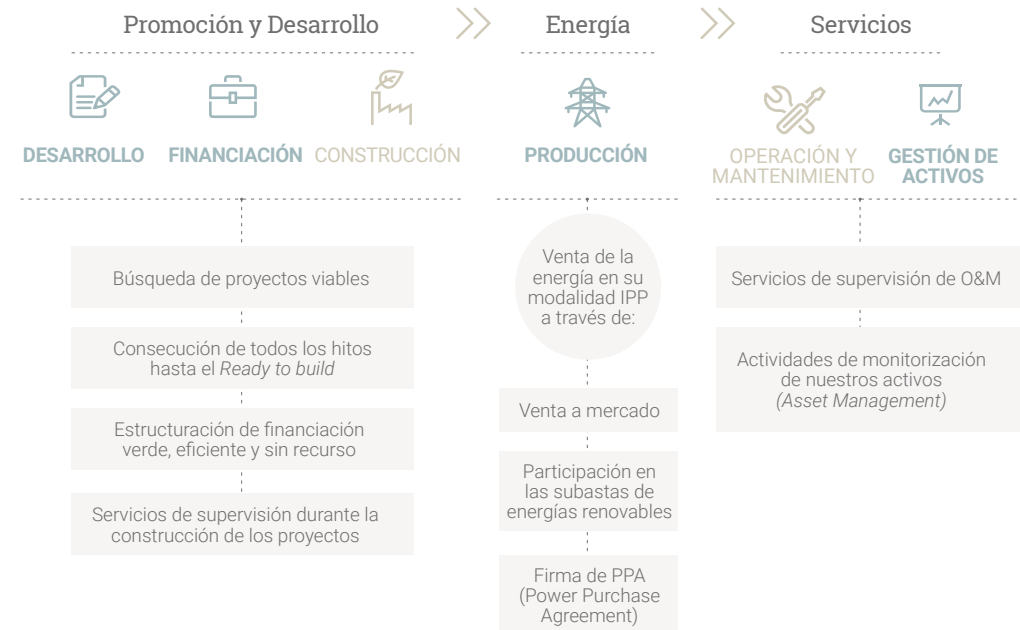 Promoción y Desarrollo
Energía
Servicios
DESARROLLO
FINANCIACIÓN
CONSTRUCCIÓN
PRODUCCIÓN
OPERACIÓN Y
MANTENIMIENTO
GESTIÓN DE
ACTIVOS
Búsqueda de proyectos viables
Consecución de todos los hitos
hasta el Ready to build
Estructuración de financiación
verde, eficiente y sin recurso
Servicios de supervisión durante la
construcción de los proyectos
Venta de la
energía en su
modalidad IPP
a través de:
Venta a mercado
Participación en
las subastas de
energías renovables
Firma de PPA
(Power Purchase
Agreement)
Servicios de supervisión de O&M
Actividades de monitorización
de nuestros activos
(Asset Management)